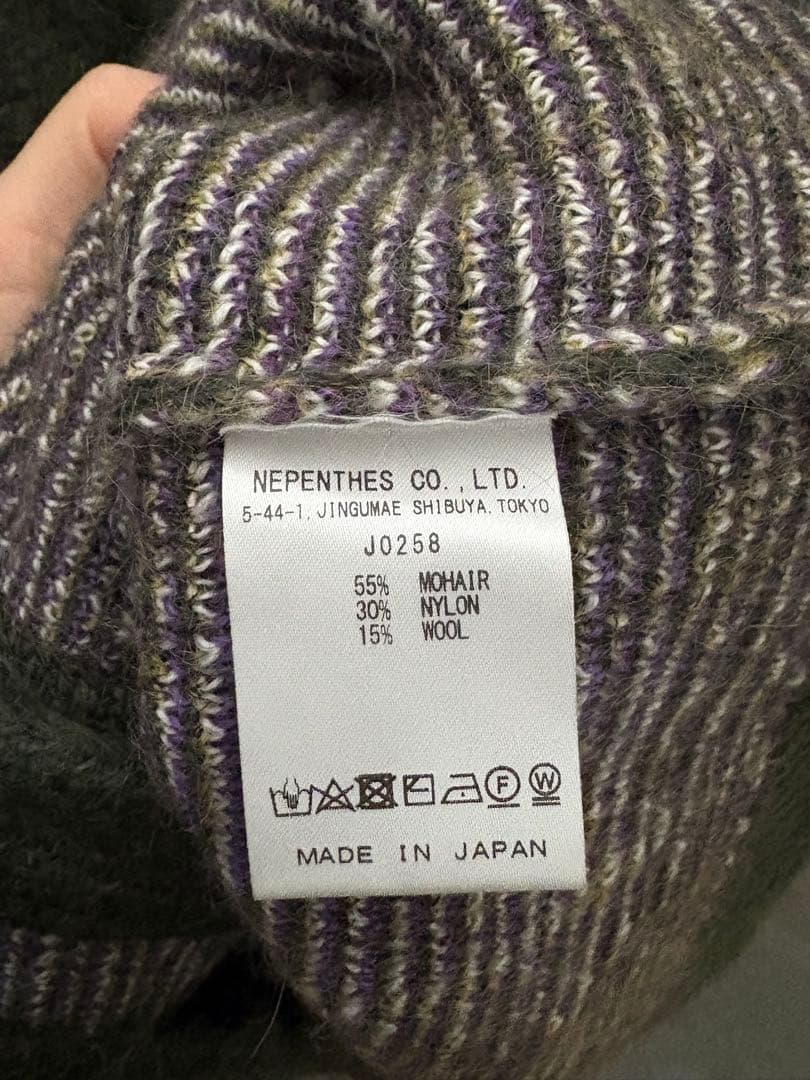 NEPENTHES CO., LTD.
5-44-1, JINGUMAE SHIBUYA, TOKYO
J0258
55% MOHAIR
30% NYLON
15% WOOL
F W
MADE IN JAPAN